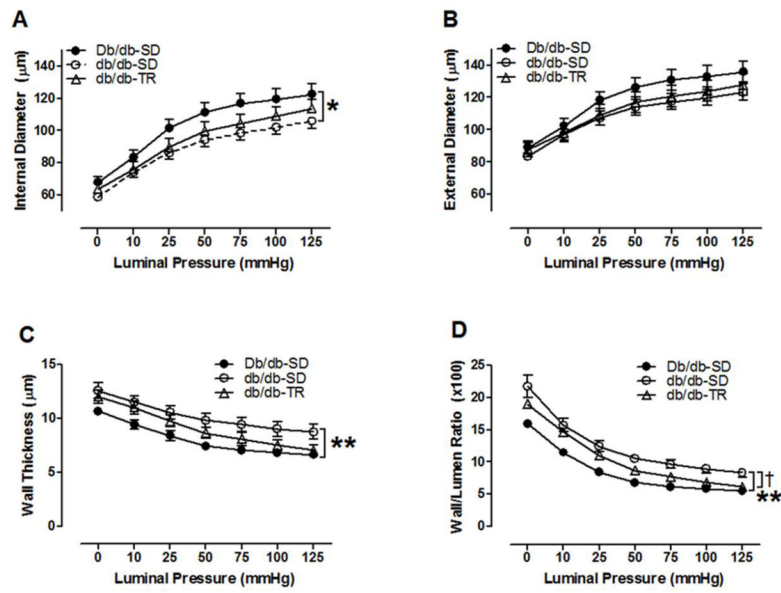 A
Db/db-SD
db/db-SD
db/db-TR
140
120
100
80
60
Internal Diameter (μm)
*
0 10 25 50 75 100 125
Luminal Pressure (mmHg)
B
Db/db-SD
db/db-SD
db/db-TR
140
120
100
80
60
External Diameter (μm)
0 10 25 50 75 100 125
Luminal Pressure (mmHg)
C
Db/db-SD
db/db-SD
db/db-TR
15
10
5
0
Wall Thickness (μm)
**
0 10 25 50 75 100 125
Luminal Pressure (mmHg)
D
Db/db-SD
db/db-SD
db/db-TR
25
20
15
10
5
0
Wall/Lumen Ratio (x100)
†
**
0 10 25 50 75 100 125
Luminal Pressure (mmHg)